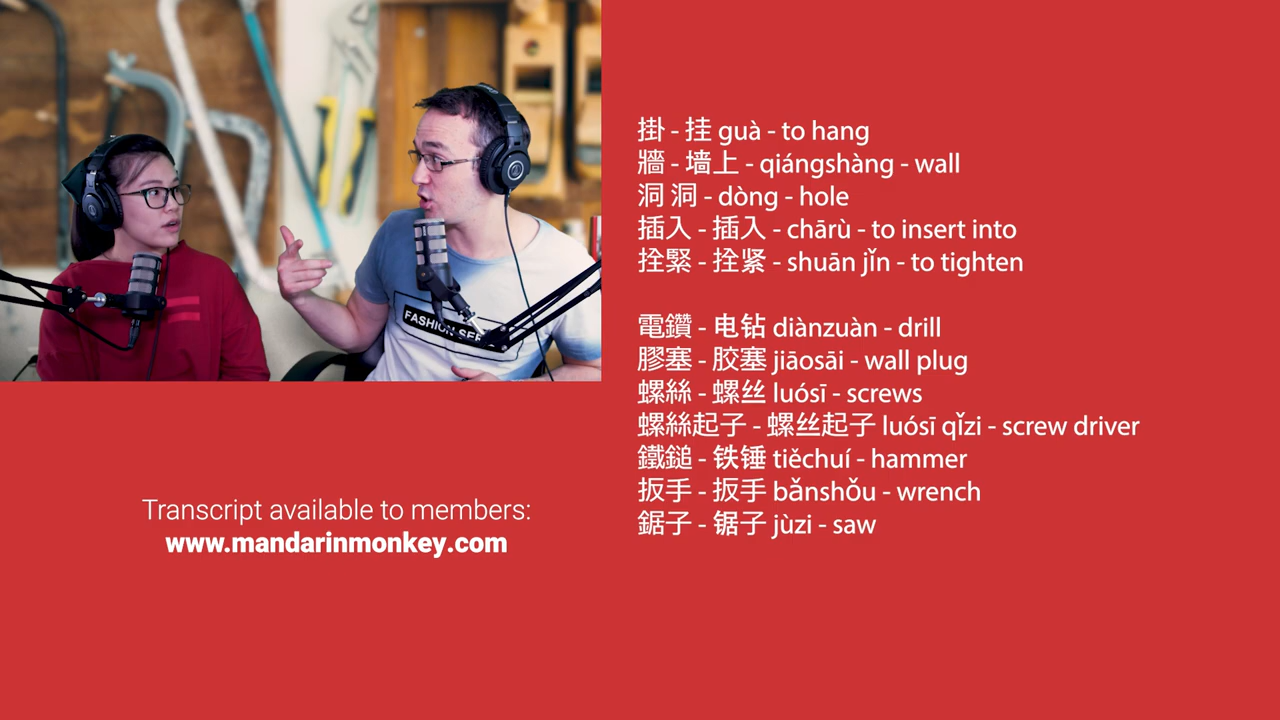 掛 - 挂 guà - to hang
牆 - 墙上 - qiángshàng - wall
洞 洞 - dòng - hole
插入 - 插入 - chārù - to insert into
拴緊 - 拴紧 - shuān jǐn - to tighten
電鑽 - 电钻 diànzuàn - drill
膠塞 - 胶塞 jiāosāi - wall plug
螺絲 - 螺丝 luósī - screws
螺絲起子 - 螺丝起子 luósī qǐzi - screw driver
鐵鎚 - 铁锤 tiěchuí - hammer
扳手 - 扳手 bǎnshǒu - wrench
鋸子 - 锯子 jùzi - saw
Transcript available to members:
www.mandarinmonkey.com